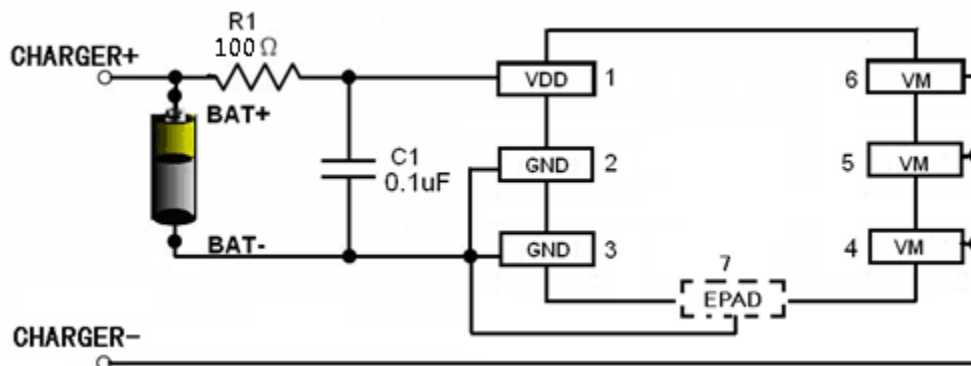 R1
100Ω
CHARGER+
BAT+
VDD
1
6
VM
C1
0.1uF
GND
2
5
VM
BAT-
GND
3
4
VM
7
EPAD
CHARGER-